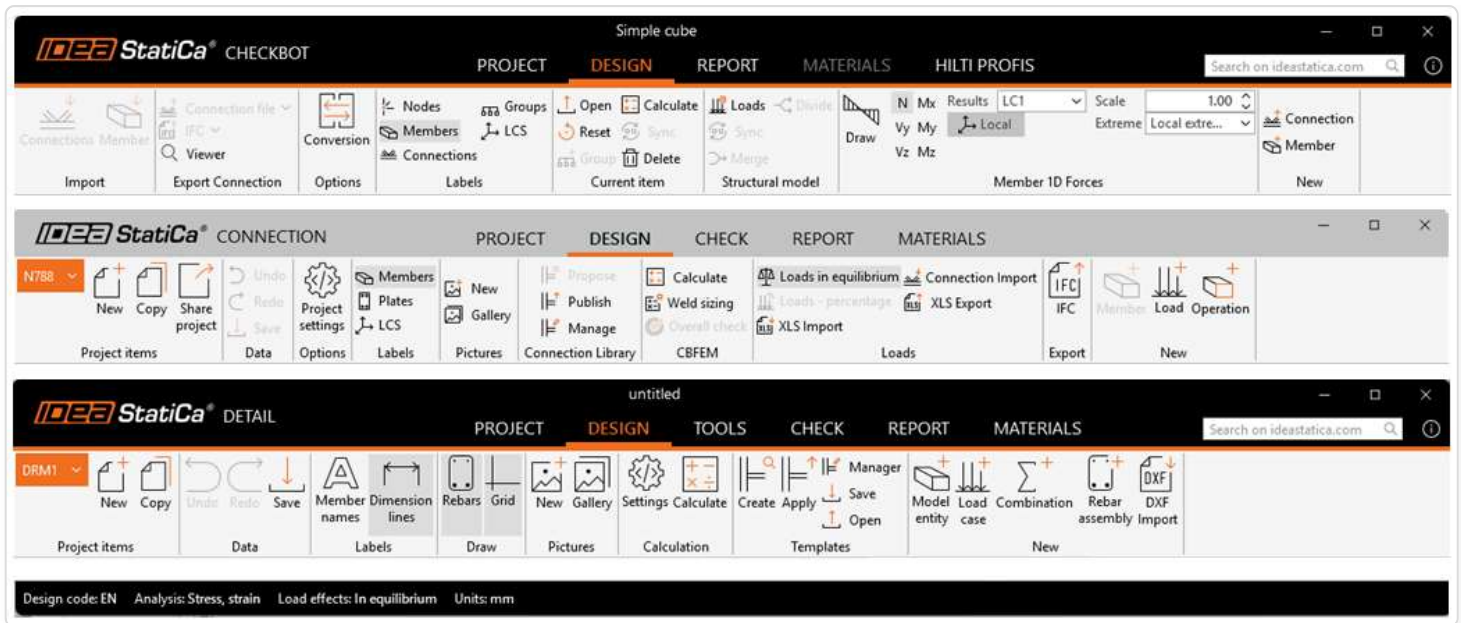 Simple cube
IDEA StatiCa® CHECKBOT
PROJECT DESIGN REPORT MATERIALS HILTI PROFIS
Search on ideastatica.com
Connections Member
Import
Connection file
IFC
Viewer
Export Connection
Conversion
Options
Nodes Groups
Members LCS
Connections
Labels
Open Calculate
Reset Sync
Group Delete
Current item
Loads Divide
Sync
Merge
Structural model
Draw
N Mx Results LC1 Scale 1.00
Vy My Local Extreme Local extre...
Vz Mz
Member 1D Forces
Connection
Member
New
IDEA StatiCa® CONNECTION
PROJECT DESIGN CHECK REPORT MATERIALS
N788
New Copy Share project
Project items
Undo
Redo
Save
Data
Project settings
Options
Members
Plates
LCS
Labels
New
Gallery
Pictures
Propose
Publish
Manage
Connection Library
Calculate
Weld sizing
Overall check
CBFEM
Loads in equilibrium Connection Import
Loads - percentage XLS Export
XLS Import
Loads
IFC
IFC
Export
Member Load Operation
New
untitled
IDEA StatiCa® DETAIL
PROJECT DESIGN TOOLS CHECK REPORT MATERIALS
Search on ideastatica.com
DRM1
New Copy
Project items
Undo Redo Save
Data
Member names Dimension lines
Labels
Rebars Grid
Draw
New Gallery
Pictures
Settings Calculate
Calculation
Create Apply
Manager
Save
Open
Templates
Model entity Load case Combination Rebar assembly DXF DXF Import
New
Design code: EN Analysis: Stress, strain Load effects: In equilibrium Units: mm